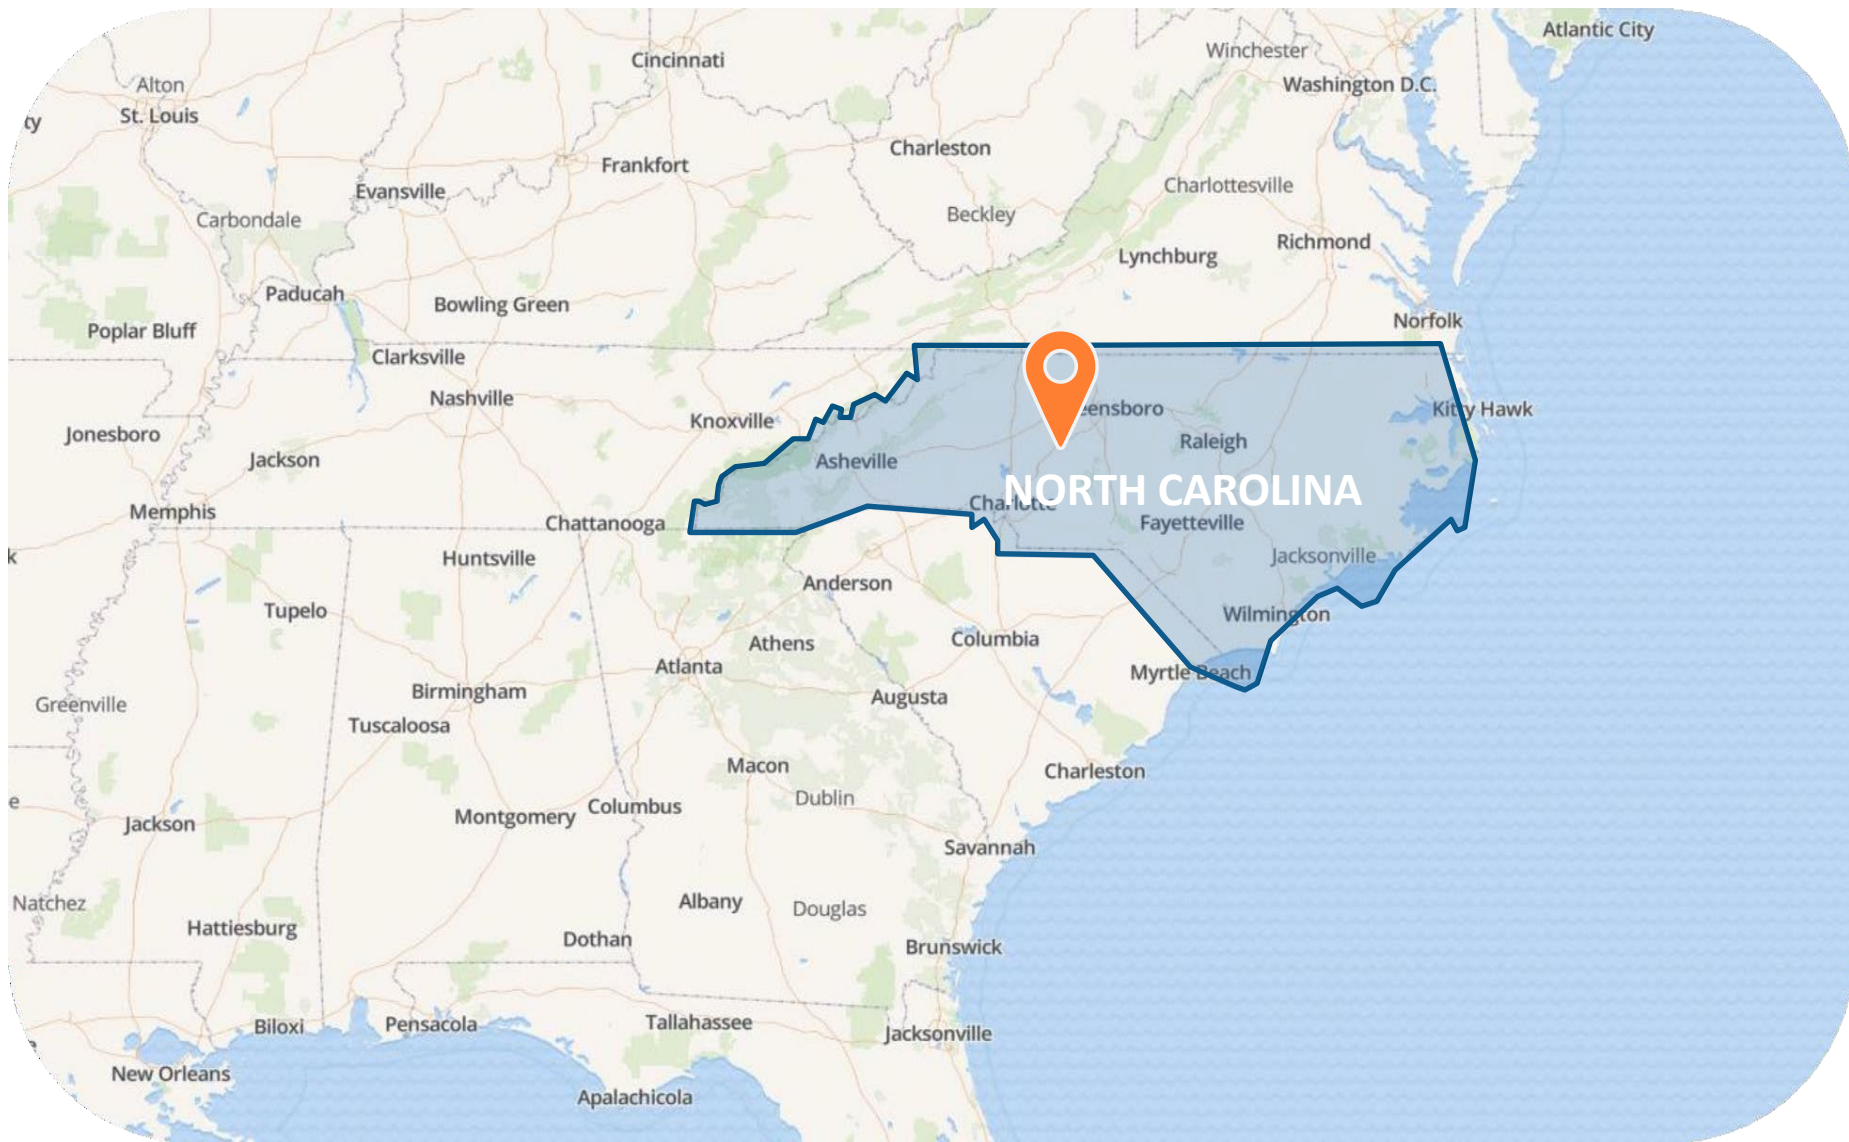 Atlantic City
Winchester
Cincinnati
Washington D.C.
Alton
St. Louis
ty
Charleston
Frankfort
Evansville
Charlottesville
Carbondale
Beckley
Richmond
Lynchburg
Paducah
Bowling Green
Norfolk
Poplar Bluff
Clarksville
Nashville
Kitty Hawk
eensboro
Knoxville
Jonesboro
Raleigh
Jackson
Asheville
NORTH CAROLINA
Charlotte
Memphis
Chattanooga
Fayetteville
k
Huntsville
Jacksonville
Anderson
Tupelo
Wilmington
Columbia
Athens
Atlanta
Myrtle Beach
Birmingham
Augusta
Greenville
Tuscaloosa
Macon
Charleston
Dublin
e
Columbus
Montgomery
Jackson
Savannah
Natchez
Albany
Douglas
Hattiesburg
Dothan
Brunswick
Biloxi
Pensacola
Tallahassee
Jacksonville
New Orleans
Apalachicola